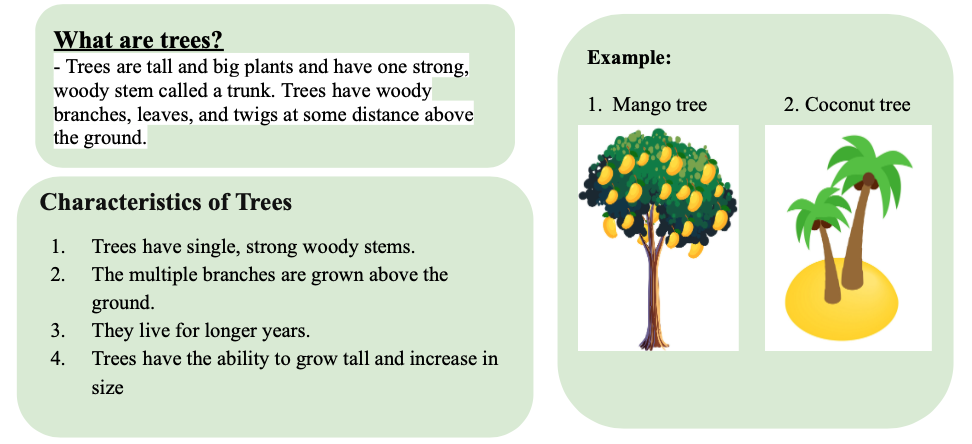 What are trees?
- Trees are tall and big plants and have one strong,
woody stem called a trunk. Trees have woody
branches, leaves, and twigs at some distance above
the ground.
Characteristics of Trees
1. Trees have single, strong woody stems.
2. The multiple branches are grown above the
ground.
3. They live for longer years.
4. Trees have the ability to grow tall and increase in
size
Example:
1. Mango tree
2. Coconut tree